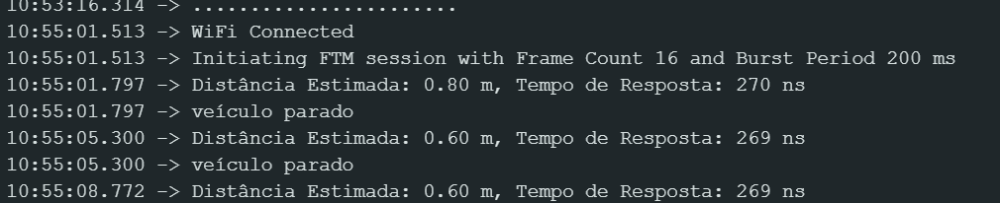 10:53:16.314 -> .......................
10:55:01.513 -> WiFi Connected
10:55:01.513 -> Initiating FTM session with Frame Count 16 and Burst Period 200 ms
10:55:01.797 -> Distância Estimada: 0.80 m, Tempo de Resposta: 270 ns
10:55:01.797 -> veículo parado
10:55:05.300 -> Distância Estimada: 0.60 m, Tempo de Resposta: 269 ns
10:55:05.300 -> veículo parado
10:55:08.772 -> Distância Estimada: 0.60 m, Tempo de Resposta: 269 ns